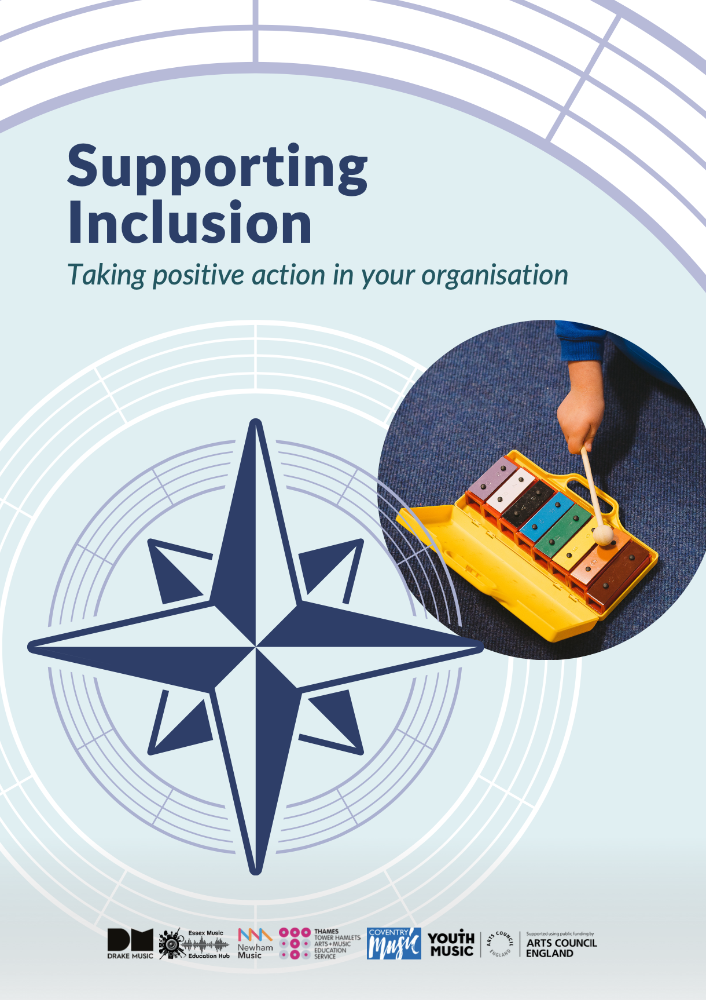 Supporting
Inclusion
Taking positive action in your organisation
DRAKE MUSIC
Essex Music
Education Hub
Newham
Music
THAMES
TOWER HAMLETS
ARTS+MUSIC
EDUCATION
SERVICE
COVENTRY
Music
YOUTH
MUSIC
ARTS COUNCIL
ENGLAND
Supported using public funding by
ARTS COUNCIL
ENGLAND